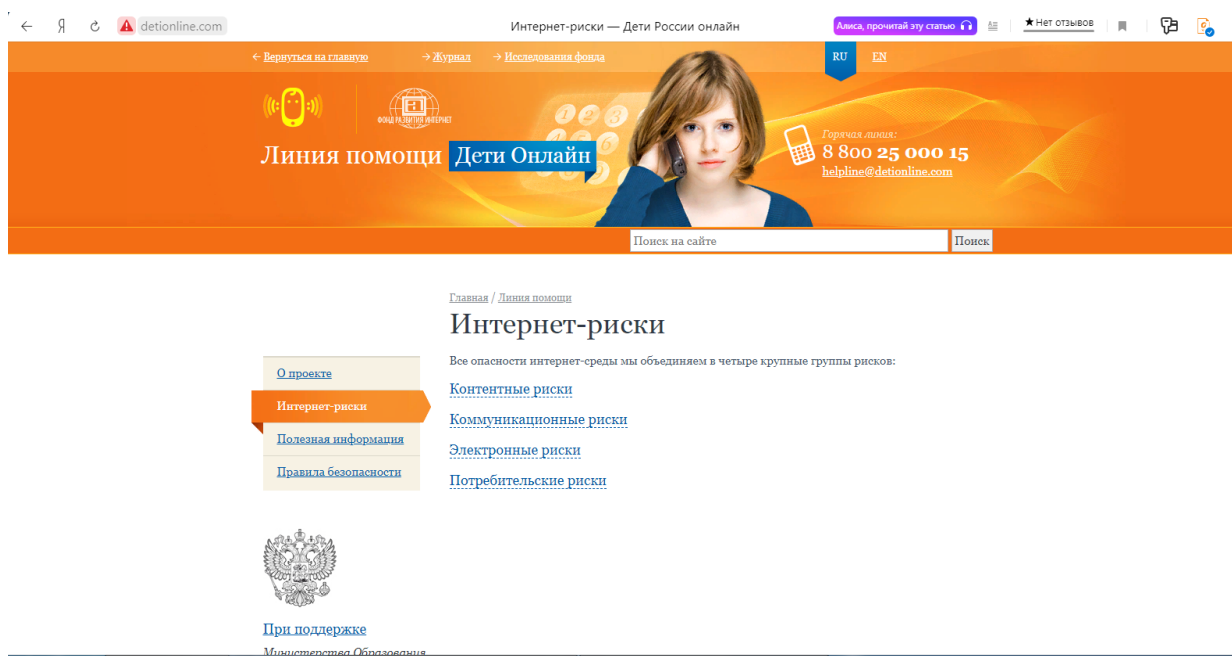 Я detionline.com Интернет-риски — Дети России онлайн Алиса, прочитай эту статью ★ Нет отзывов
← Вернуться на главную → Журнал → Исследования фонда RU EN
ФОНД РАЗВИТИЯ ИНТЕРНЕТ
1 2 3
Линия помощи Дети Онлайн
Горячая линия:
8 800 25 000 15
helpline@detionline.com
Поиск на сайте Поиск
Главная / Линия помощи
Интернет-риски
Все опасности интернет-среды мы объединяем в четыре крупные группы рисков:
Контентные риски
Коммуникационные риски
Электронные риски
Потребительские риски
О проекте
Интернет-риски
Полезная информация
Правила безопасности
При поддержке
Министерства Образования